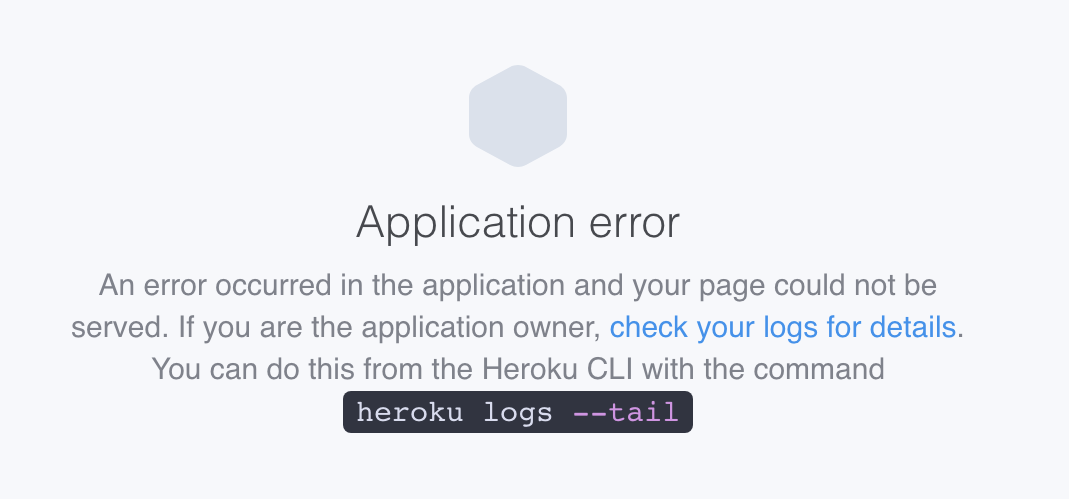 Application error
An error occurred in the application and your page could not be
served. If you are the application owner, check your logs for details.
You can do this from the Heroku CLI with the command
heroku logs --tail